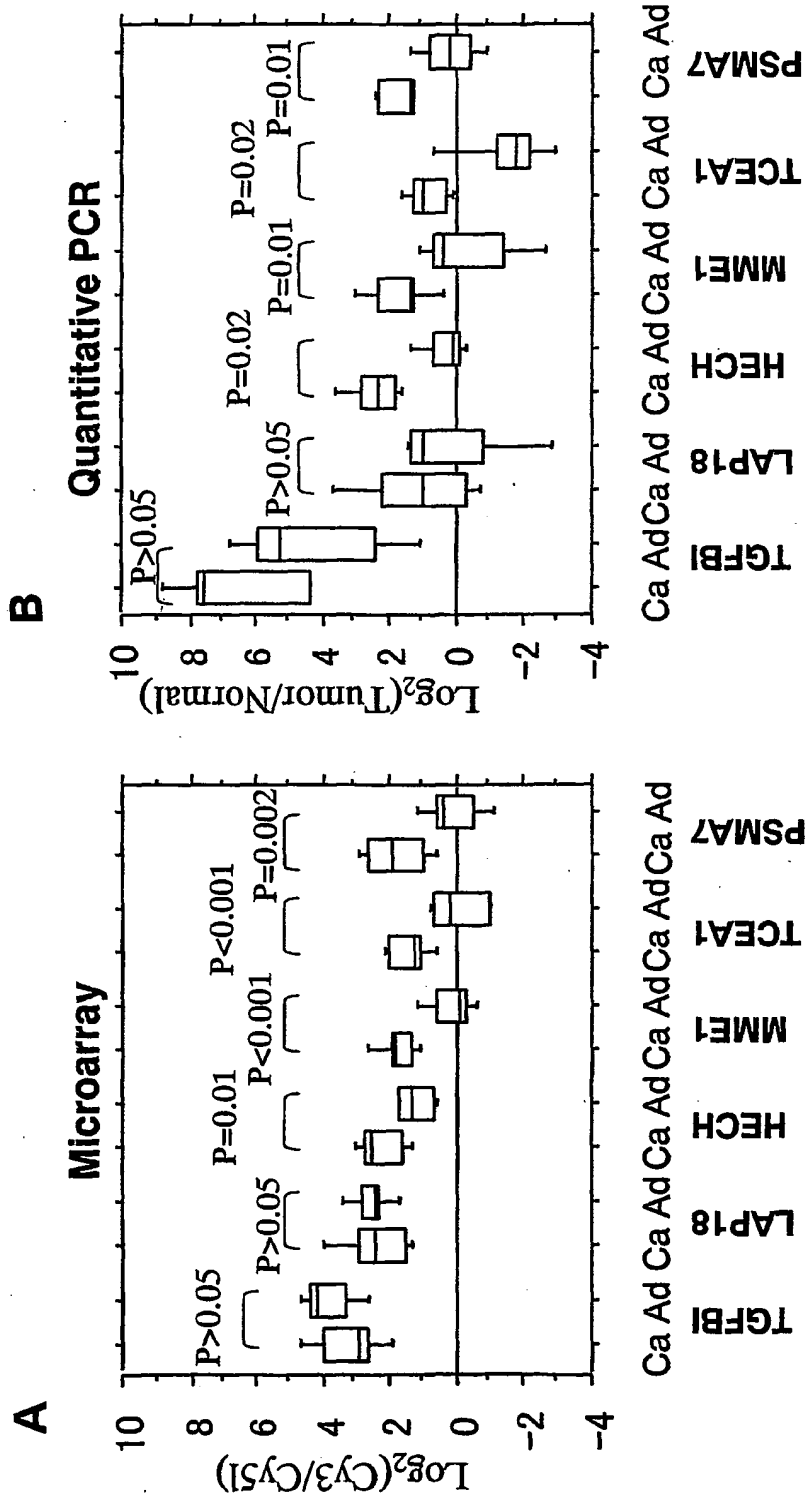 A
Microarray
Log2(Cy3/Cy5l)
10
8
6
4
2
0
−2
−4
P>0.05
P>0.05
P=0.01
P<0.001
P<0.001
P=0.002
Ca Ad Ca Ad Ca Ad Ca Ad Ca Ad Ca Ad
TGFBI
LAP18
HECH
MME1
TCEA1
PSMA7
B
Quantitative PCR
Log2(Tumor/Normal)
10
8
6
4
2
0
−2
−4
P>0.05
P>0.05
P=0.02
P=0.01
P=0.02
P=0.01
Ca Ad Ca Ad Ca Ad Ca Ad Ca Ad Ca Ad
TGFBI
LAP18
HECH
MME1
TCEA1
PSMA7